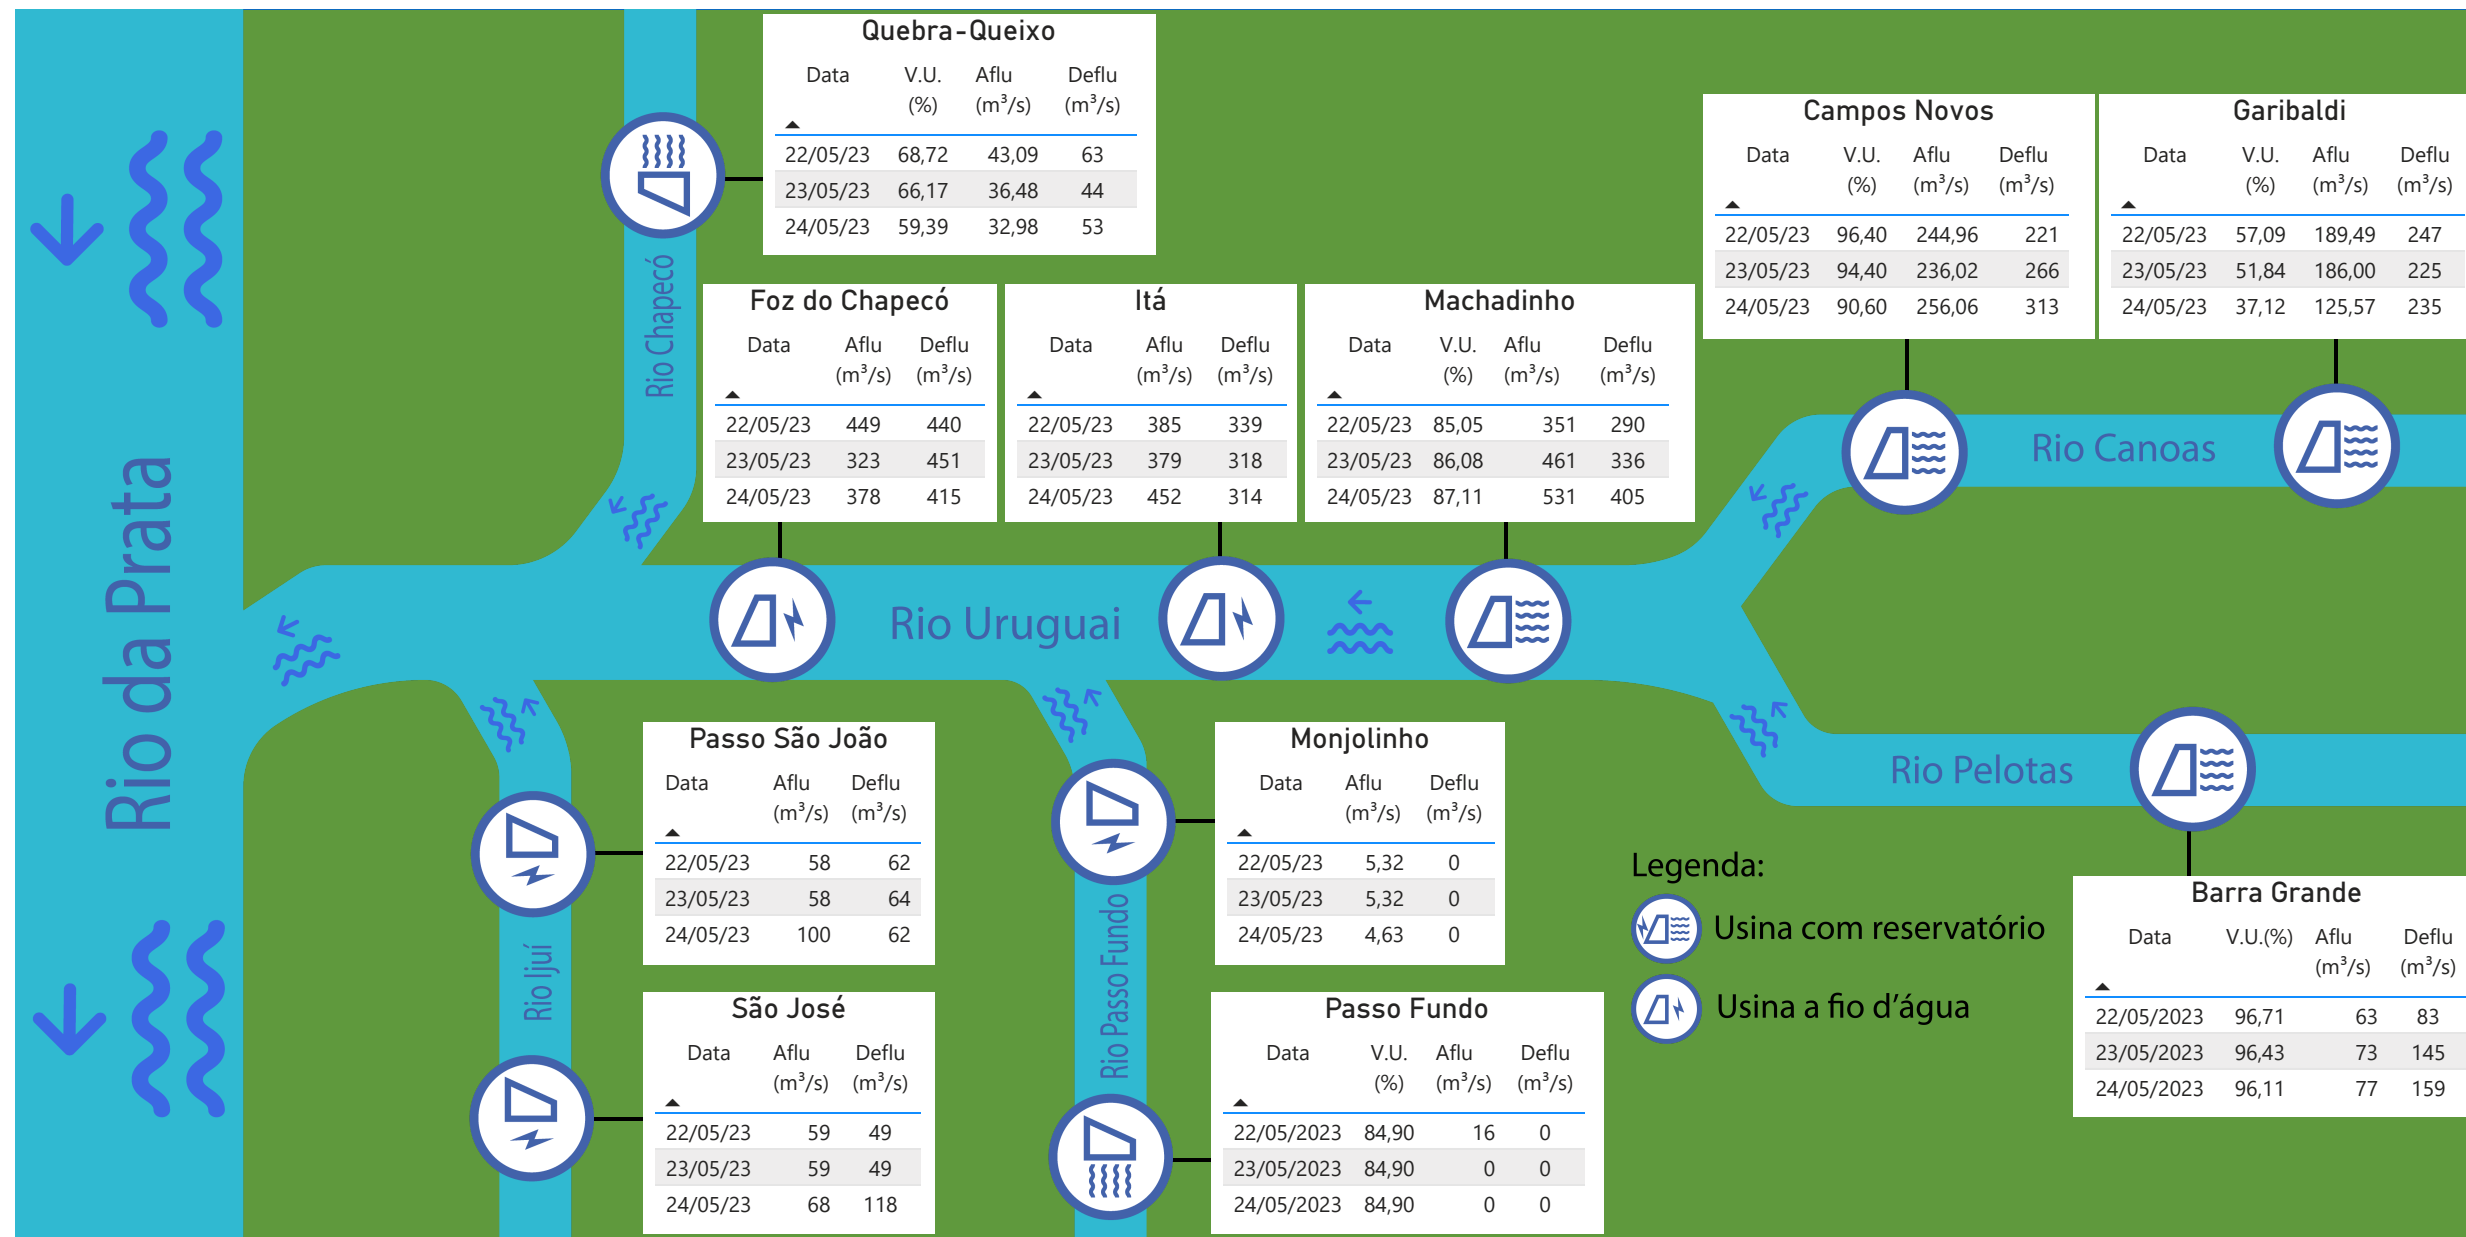 Quebra-Queixo
Data V.U. (%) Aflu (m³/s) Deflu (m³/s)
22/05/23 68,72 43,09 63
23/05/23 66,17 36,48 44
24/05/23 59,39 32,98 53
Campos Novos
Data V.U. (%) Aflu (m³/s) Deflu (m³/s)
22/05/23 96,40 244,96 221
23/05/23 94,40 236,02 266
24/05/23 90,60 256,06 313
Garibaldi
Data V.U. (%) Aflu (m³/s) Deflu (m³/s)
22/05/23 57,09 189,49 247
23/05/23 51,84 186,00 225
24/05/23 37,12 125,57 235
Rio Chapecó
Foz do Chapecó
Data Aflu (m³/s) Deflu (m³/s)
22/05/23 449 440
23/05/23 323 451
24/05/23 378 415
Itá
Data Aflu (m³/s) Deflu (m³/s)
22/05/23 385 339
23/05/23 379 318
24/05/23 452 314
Machadinho
Data V.U. (%) Aflu (m³/s) Deflu (m³/s)
22/05/23 85,05 351 290
23/05/23 86,08 461 336
24/05/23 87,11 531 405
Rio Canoas
Rio da Prata
Rio Uruguai
Rio Pelotas
Passo São João
Data Aflu (m³/s) Deflu (m³/s)
22/05/23 58 62
23/05/23 58 64
24/05/23 100 62
Monjolinho
Data Aflu (m³/s) Deflu (m³/s)
22/05/23 5,32 0
23/05/23 5,32 0
24/05/23 4,63 0
Rio Ijuí
Rio Passo Fundo
Legenda:
Usina com reservatório
Usina a fio d'água
Barra Grande
Data V.U.(%) Aflu (m³/s) Deflu (m³/s)
22/05/2023 96,71 63 83
23/05/2023 96,43 73 145
24/05/2023 96,11 77 159
São José
Data Aflu (m³/s) Deflu (m³/s)
22/05/23 59 49
23/05/23 59 49
24/05/23 68 118
Passo Fundo
Data V.U. (%) Aflu (m³/s) Deflu (m³/s)
22/05/2023 84,90 16 0
23/05/2023 84,90 0 0
24/05/2023 84,90 0 0